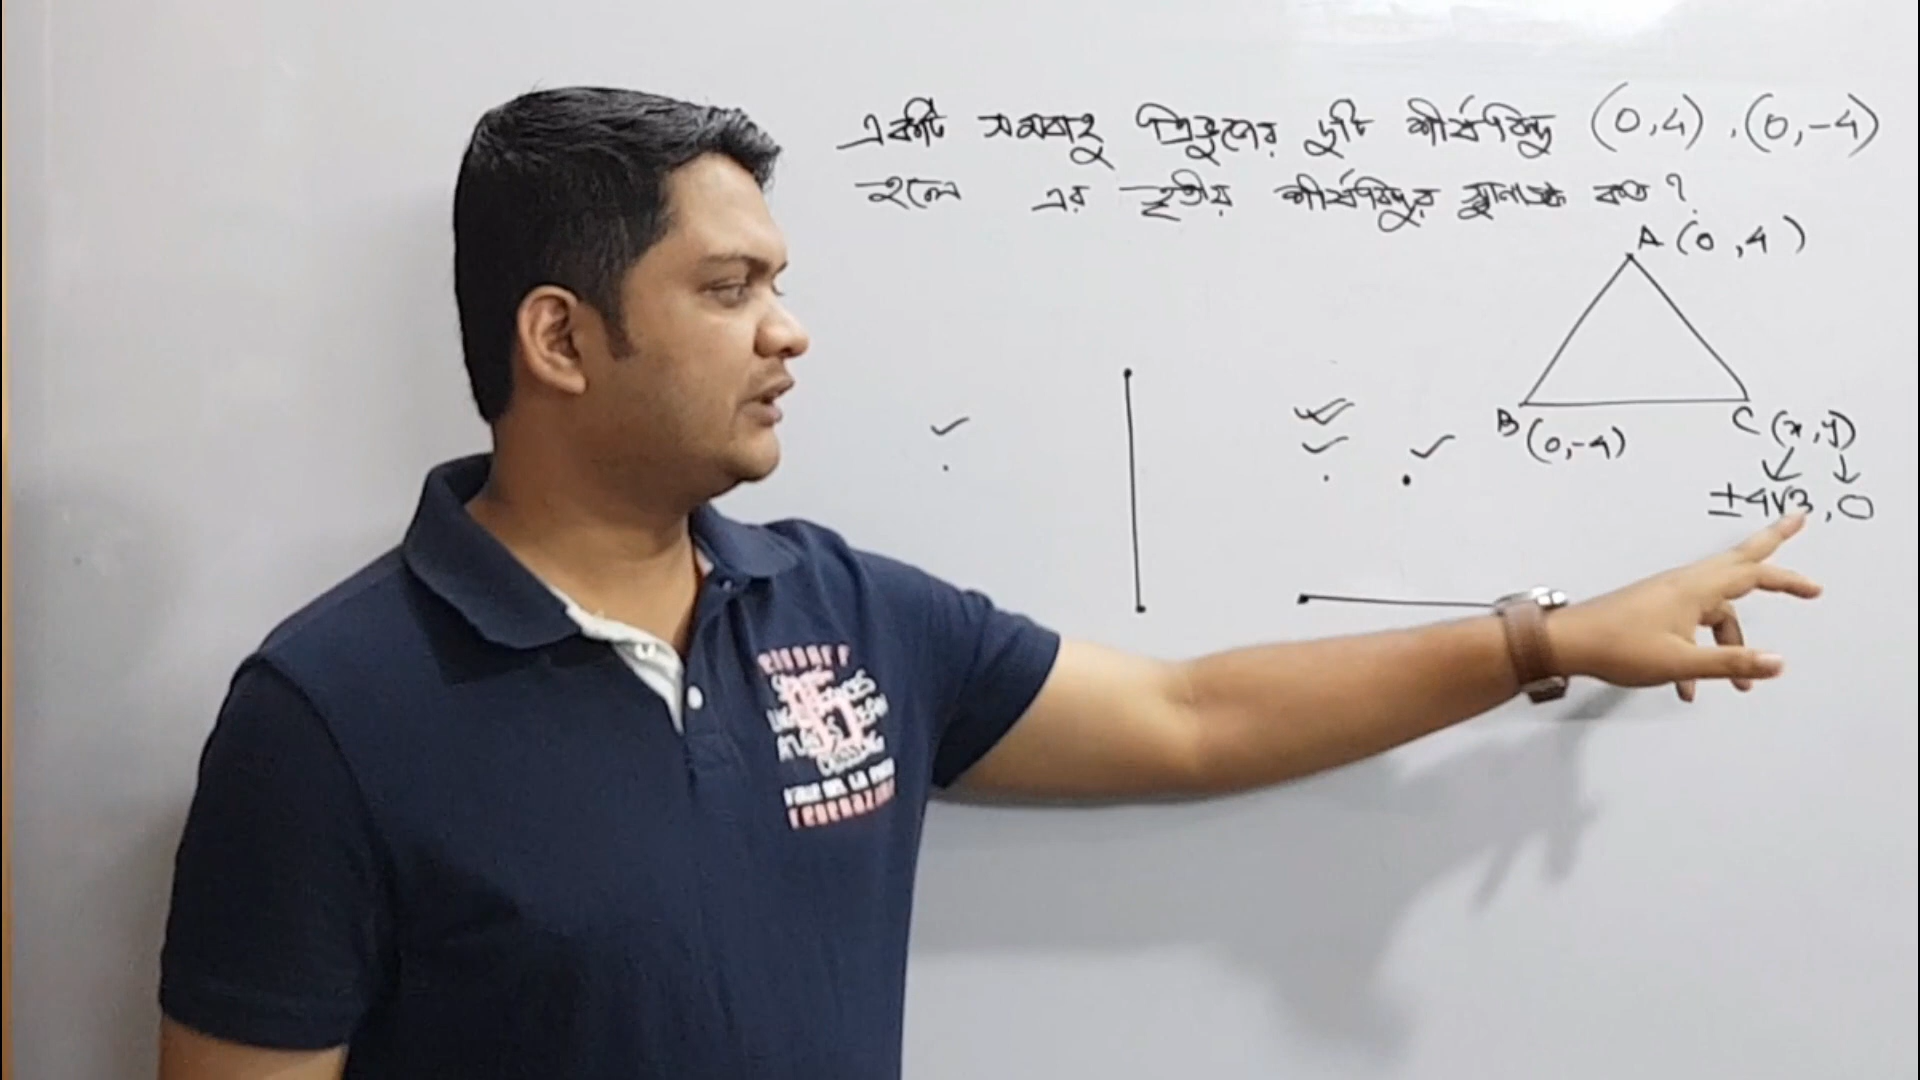 একটি সমবাহু ত্রিভুজের দুটি শীর্ষবিন্দু (0,4), (0,-4)
হলে এর তৃতীয় শীর্ষবিন্দুর স্থানাঙ্ক কত?
A (0,4)
B (0,-4)
C (x,y)
±4√3, 0